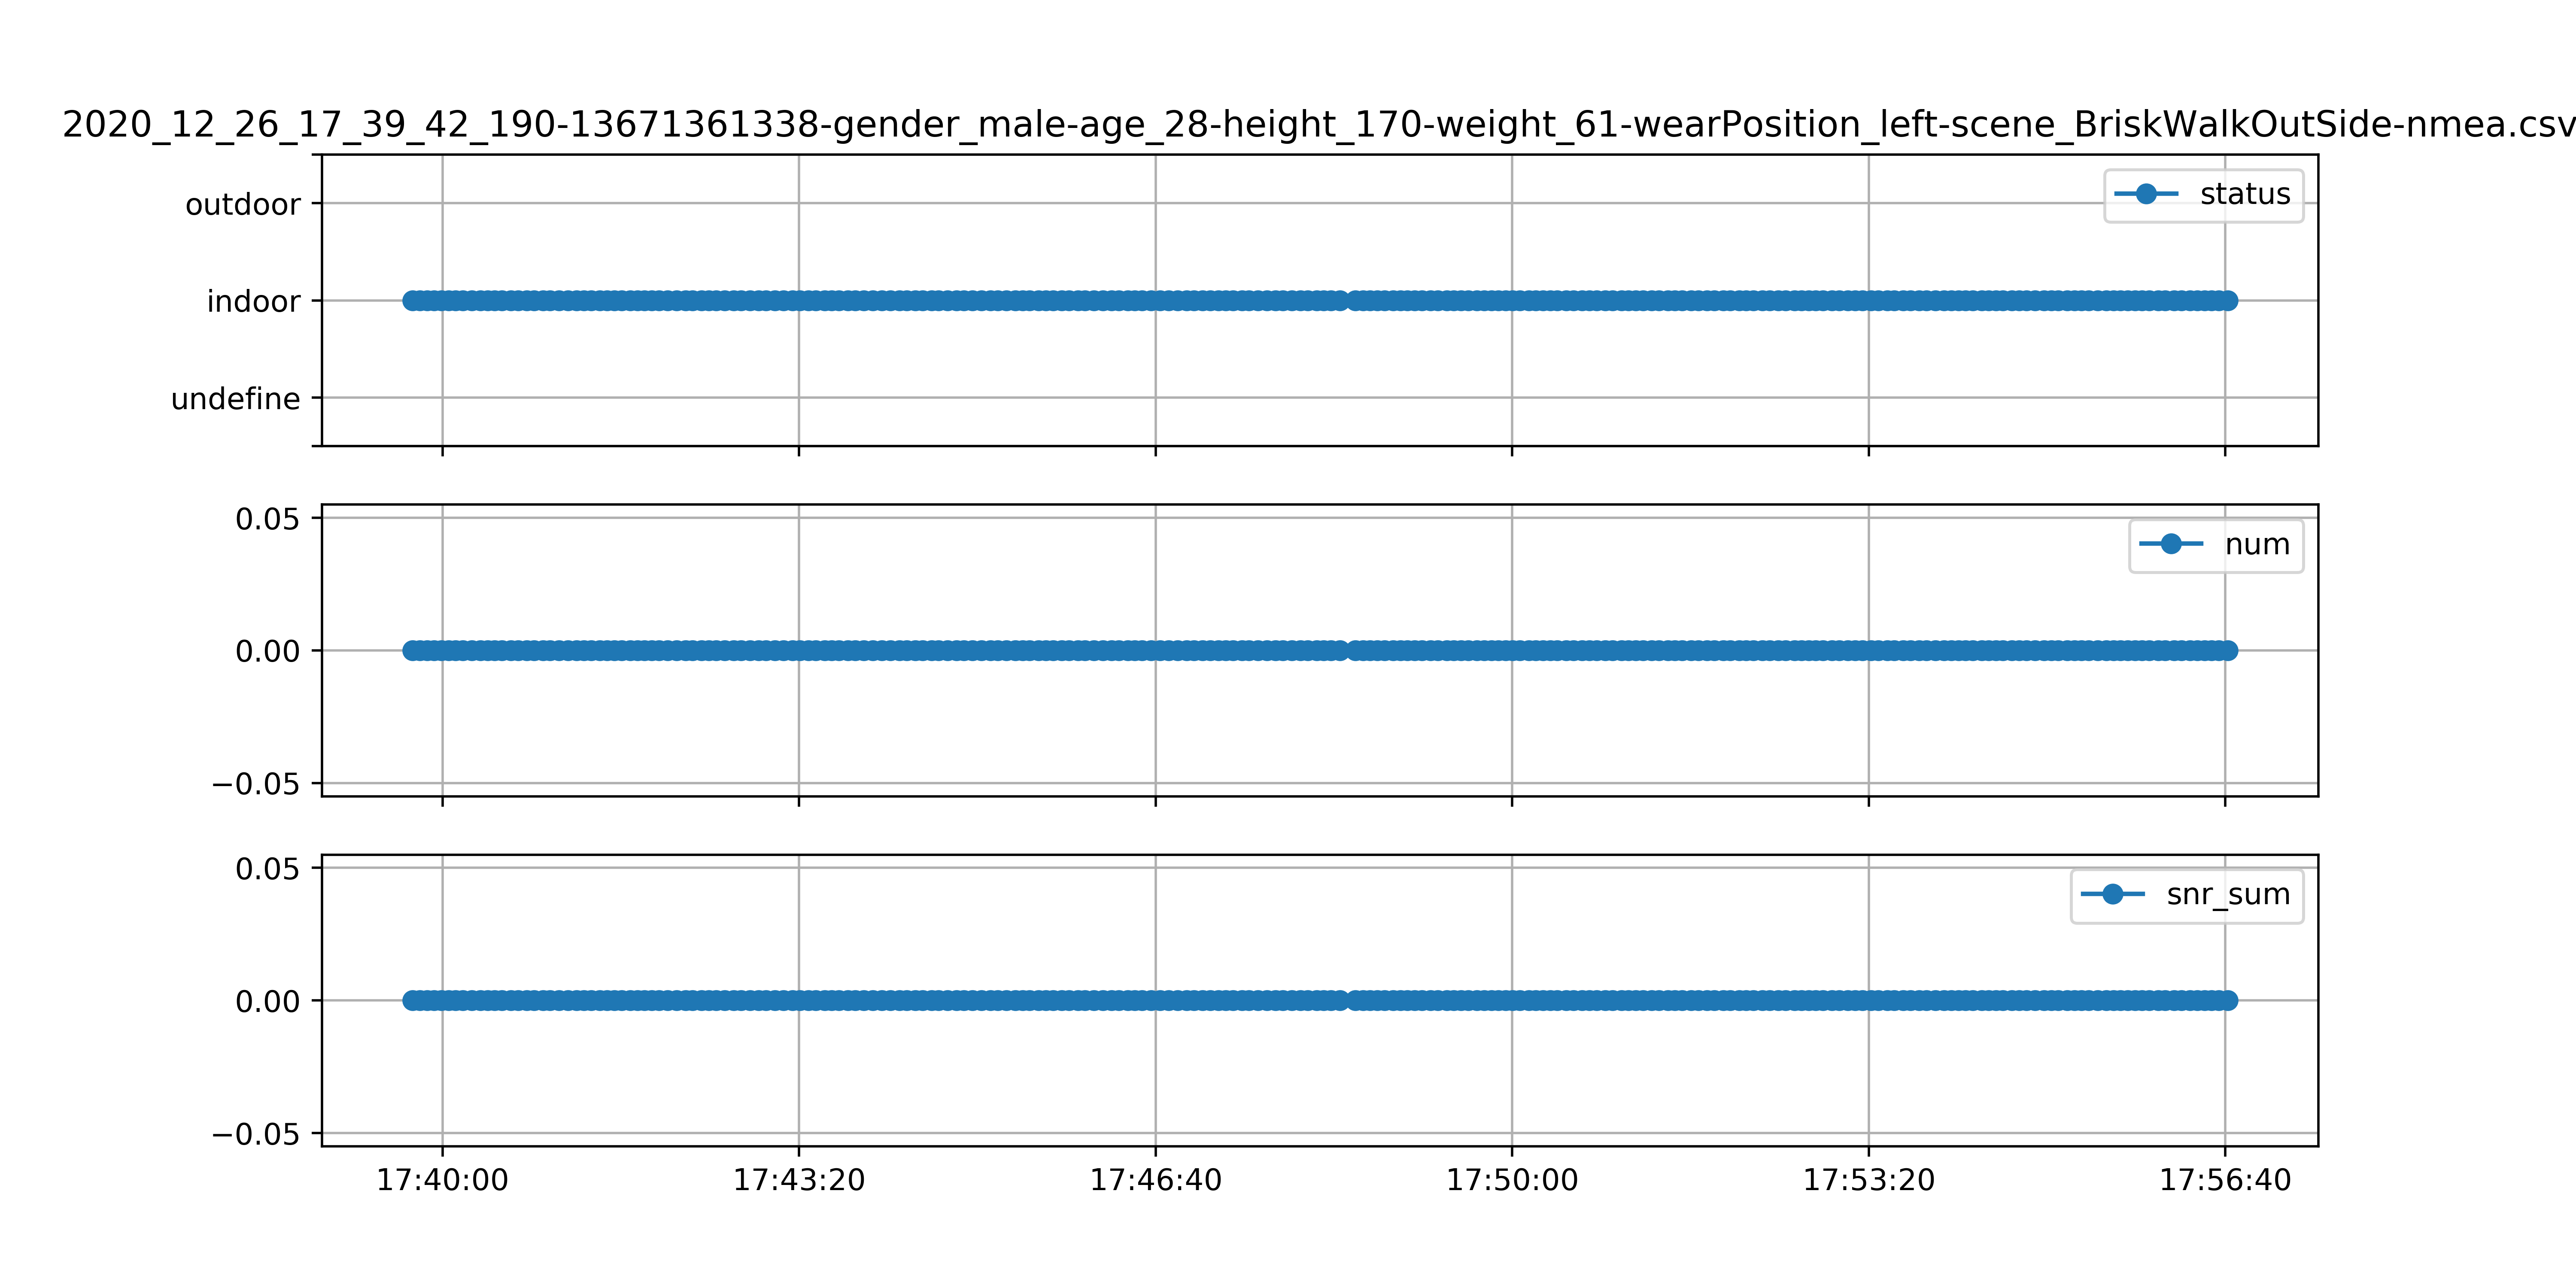 2020_12_26_17_39_42_190-13671361338-gender_male-age_28-height_170-weight_61-wearPosition_left-scene_BriskWalkOutSide-nmea.csv
outdoor
indoor
undefine
status
0.05
0.00
−0.05
num
0.05
0.00
−0.05
snr_sum
17:40:00 17:43:20 17:46:40 17:50:00 17:53:20 17:56:40